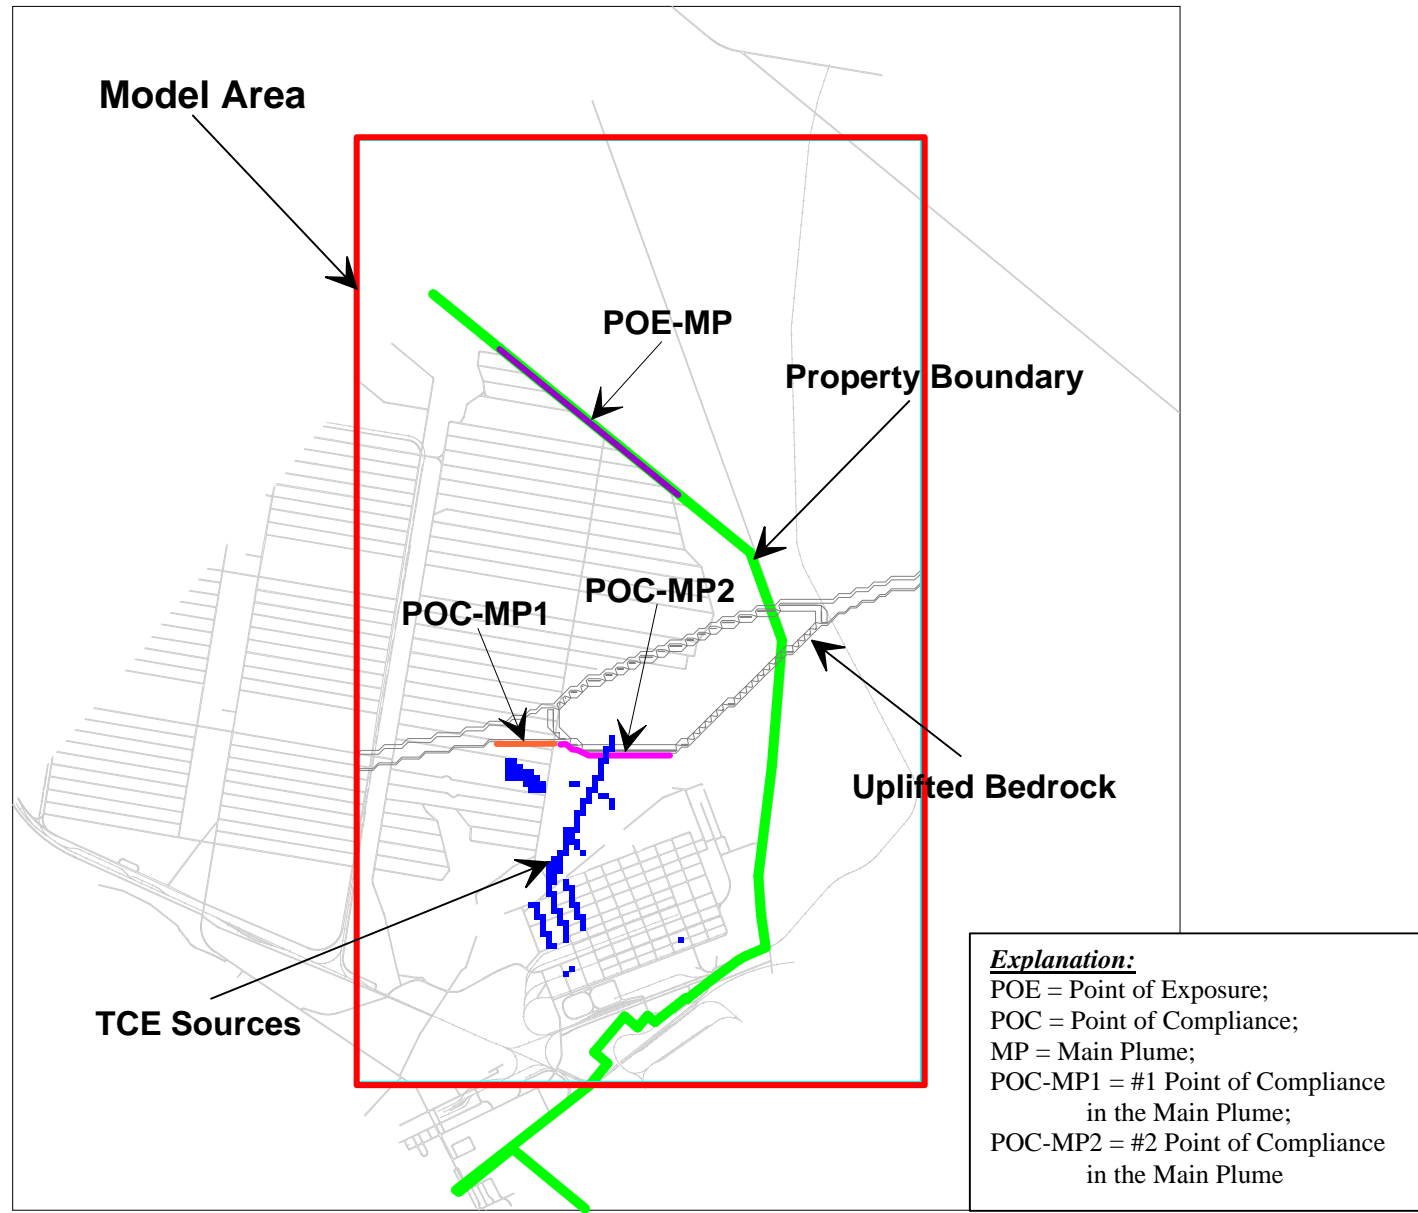 Model Area
POE-MP
Property Boundary
POC-MP2
POC-MP1
Uplifted Bedrock
TCE Sources
Explanation:
POE = Point of Exposure;
POC = Point of Compliance;
MP = Main Plume;
POC-MP1 = #1 Point of Compliance
in the Main Plume;
POC-MP2 = #2 Point of Compliance
in the Main Plume